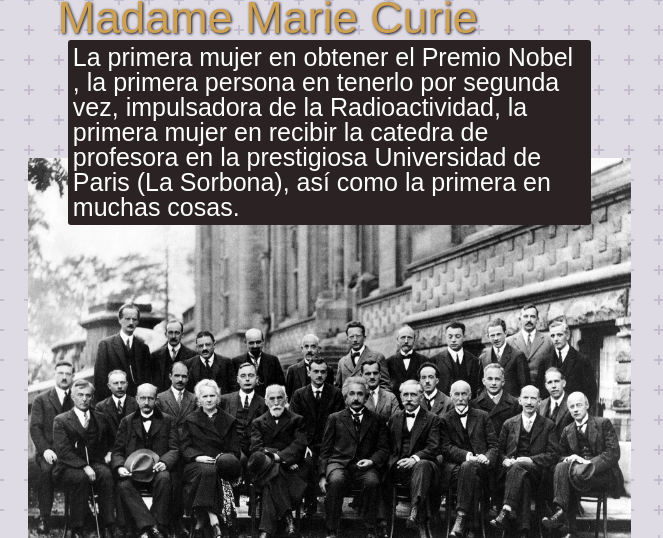 Madame Marie Curie
La primera mujer en obtener el Premio Nobel
, la primera persona en tenerlo por segunda
vez, impulsadora de la Radioactividad, la
primera mujer en recibir la catedra de
profesora en la prestigiosa Universidad de
Paris (La Sorbona), así como la primera en
muchas cosas.